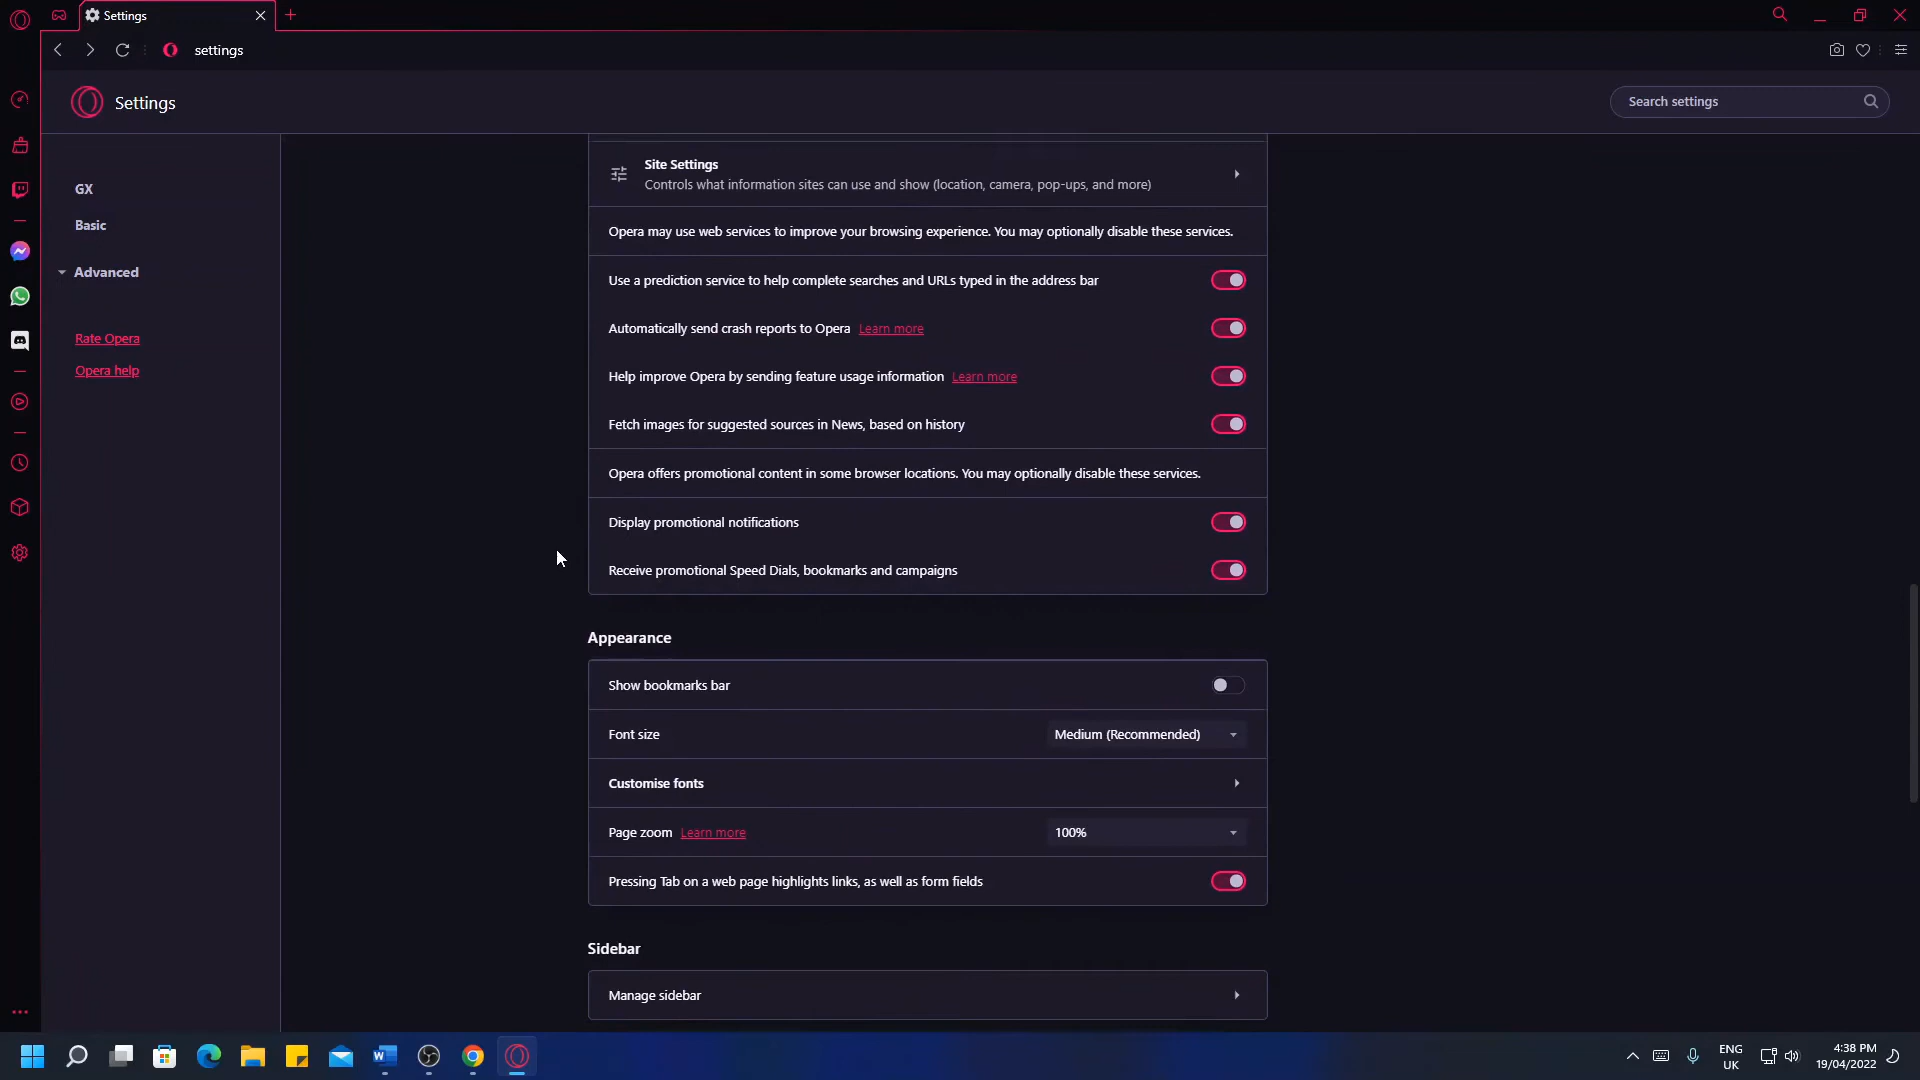 Settings
settings
Settings
Search settings
GX
Basic
Advanced
Rate Opera
Opera help
Site Settings
Controls what information sites can use and show (location, camera, pop-ups, and more)
Opera may use web services to improve your browsing experience. You may optionally disable these services.
Use a prediction service to help complete searches and URLs typed in the address bar
Automatically send crash reports to Opera Learn more
Help improve Opera by sending feature usage information Learn more
Fetch images for suggested sources in News, based on history
Opera offers promotional content in some browser locations. You may optionally disable these services.
Display promotional notifications
Receive promotional Speed Dials, bookmarks and campaigns
Appearance
Show bookmarks bar
Font size Medium (Recommended)
Customise fonts
Page zoom Learn more 100%
Pressing Tab on a web page highlights links, as well as form fields
Sidebar
Manage sidebar
ENG
UK
4:38 PM
19/04/2022